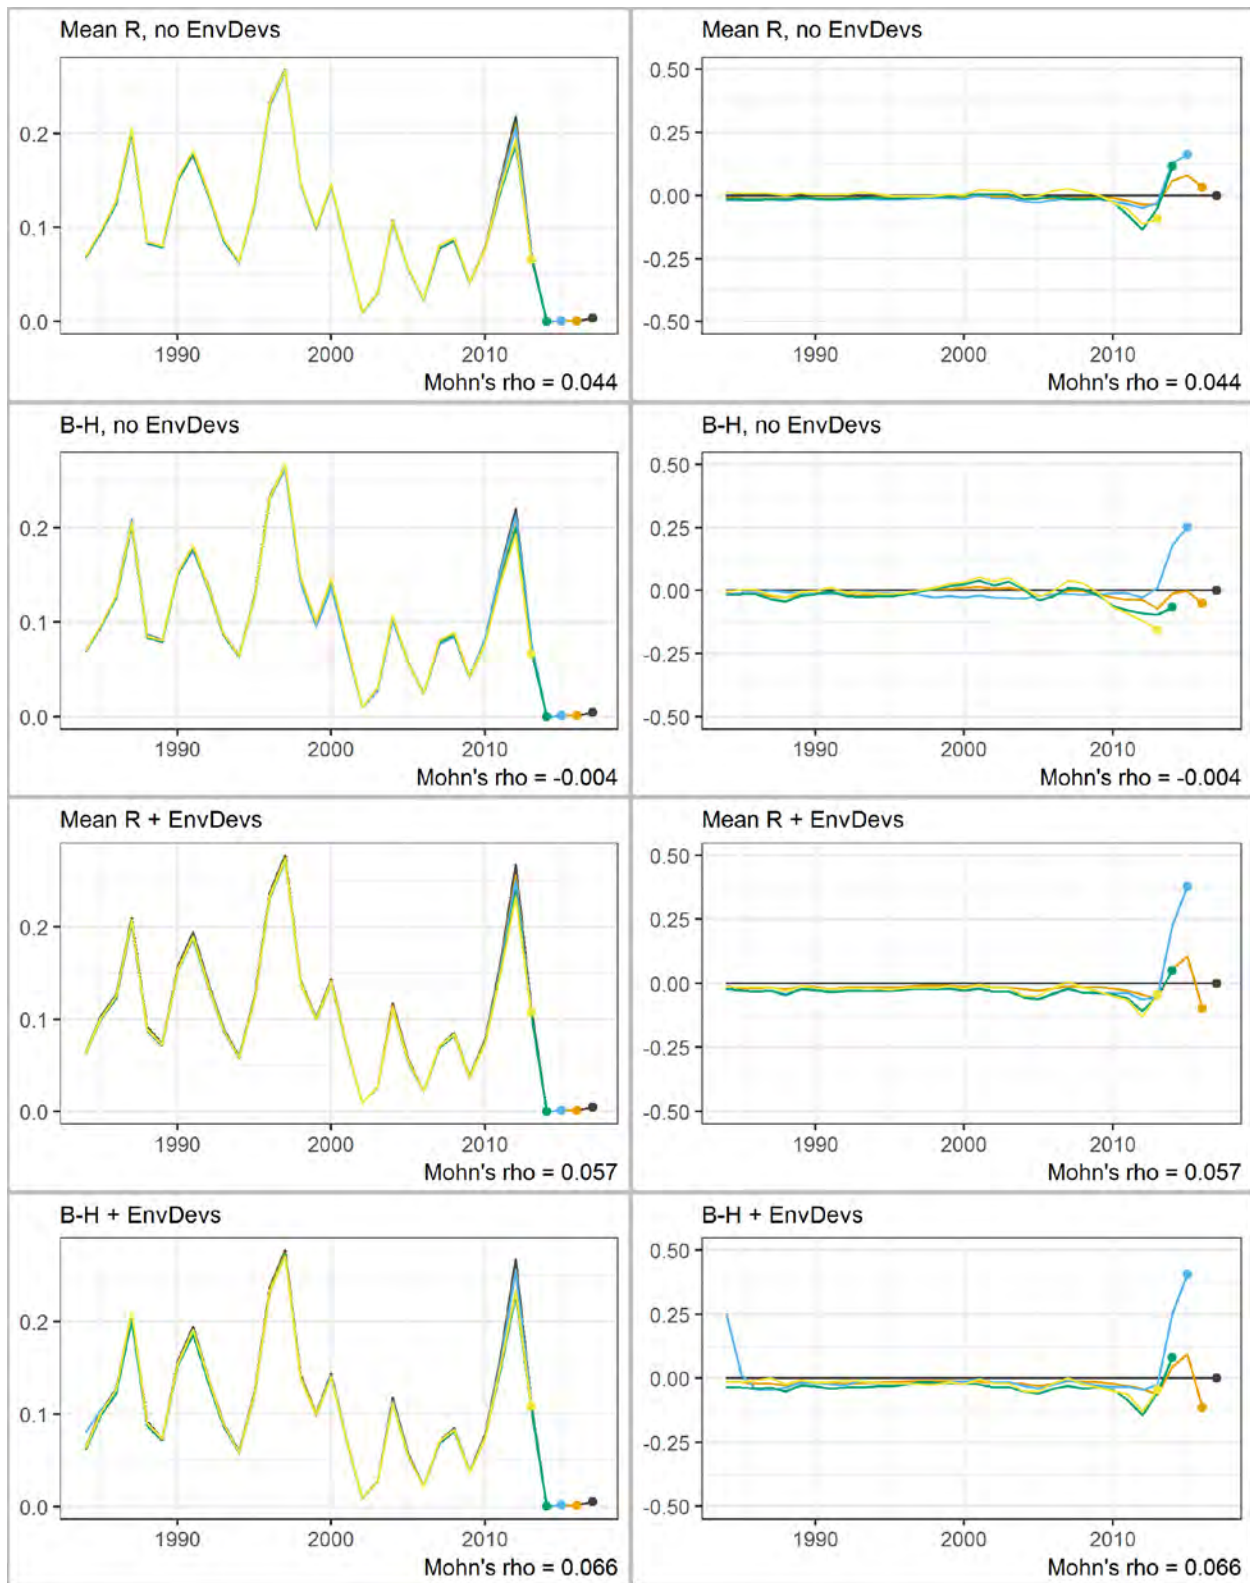 Mean R, no EnvDevs
0.2
0.1
0.0
1990 2000 2010
Mohn's rho = 0.044
Mean R, no EnvDevs
0.50
0.25
0.00
-0.25
-0.50
1990 2000 2010
Mohn's rho = 0.044
B-H, no EnvDevs
0.2
0.1
0.0
1990 2000 2010
Mohn's rho = -0.004
B-H, no EnvDevs
0.50
0.25
0.00
-0.25
-0.50
1990 2000 2010
Mohn's rho = -0.004
Mean R + EnvDevs
0.2
0.1
0.0
1990 2000 2010
Mohn's rho = 0.057
Mean R + EnvDevs
0.50
0.25
0.00
-0.25
-0.50
1990 2000 2010
Mohn's rho = 0.057
B-H + EnvDevs
0.2
0.1
0.0
1990 2000 2010
Mohn's rho = 0.066
B-H + EnvDevs
0.50
0.25
0.00
-0.25
-0.50
1990 2000 2010
Mohn's rho = 0.066